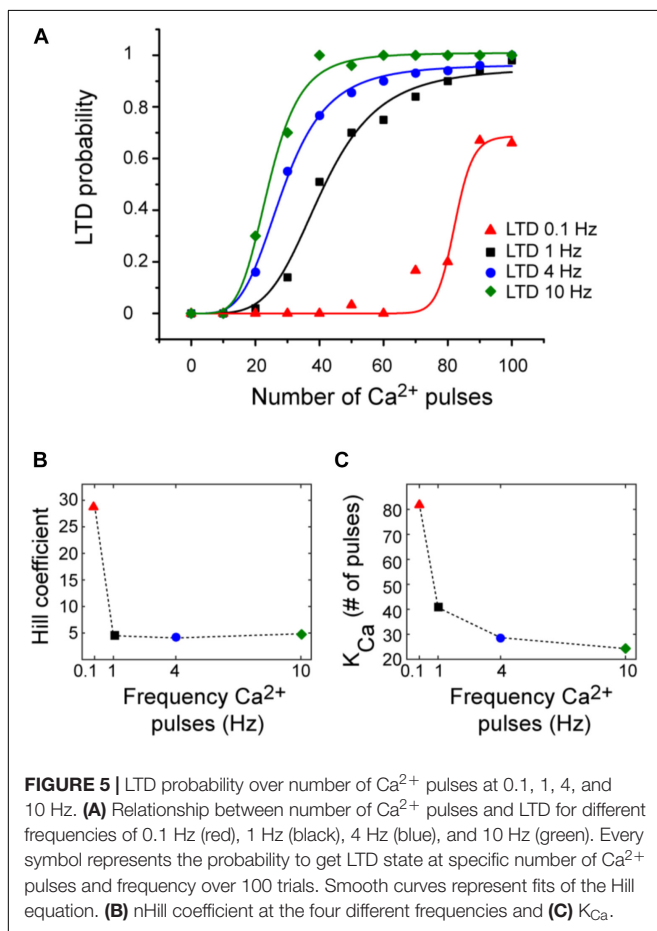 A
LTD probability
1
0.8
0.6
0.4
0.2
0
0 20 40 60 80 100
Number of Ca²⁺ pulses
LTD 0.1 Hz
LTD 1 Hz
LTD 4 Hz
LTD 10 Hz
B
Hill coefficient
30
25
20
15
10
5
0.1 1 4 10
Frequency Ca²⁺
pulses (Hz)
C
K_Ca (# of pulses)
80
70
60
50
40
30
20
0.1 1 4 10
Frequency Ca²⁺
pulses (Hz)
FIGURE 5 | LTD probability over number of Ca²⁺ pulses at 0.1, 1, 4, and
10 Hz. (A) Relationship between number of Ca²⁺ pulses and LTD for different
frequencies of 0.1 Hz (red), 1 Hz (black), 4 Hz (blue), and 10 Hz (green). Every
symbol represents the probability to get LTD state at specific number of Ca²⁺
pulses and frequency over 100 trials. Smooth curves represent fits of the Hill
equation. (B) nHill coefficient at the four different frequencies and (C) K_Ca.